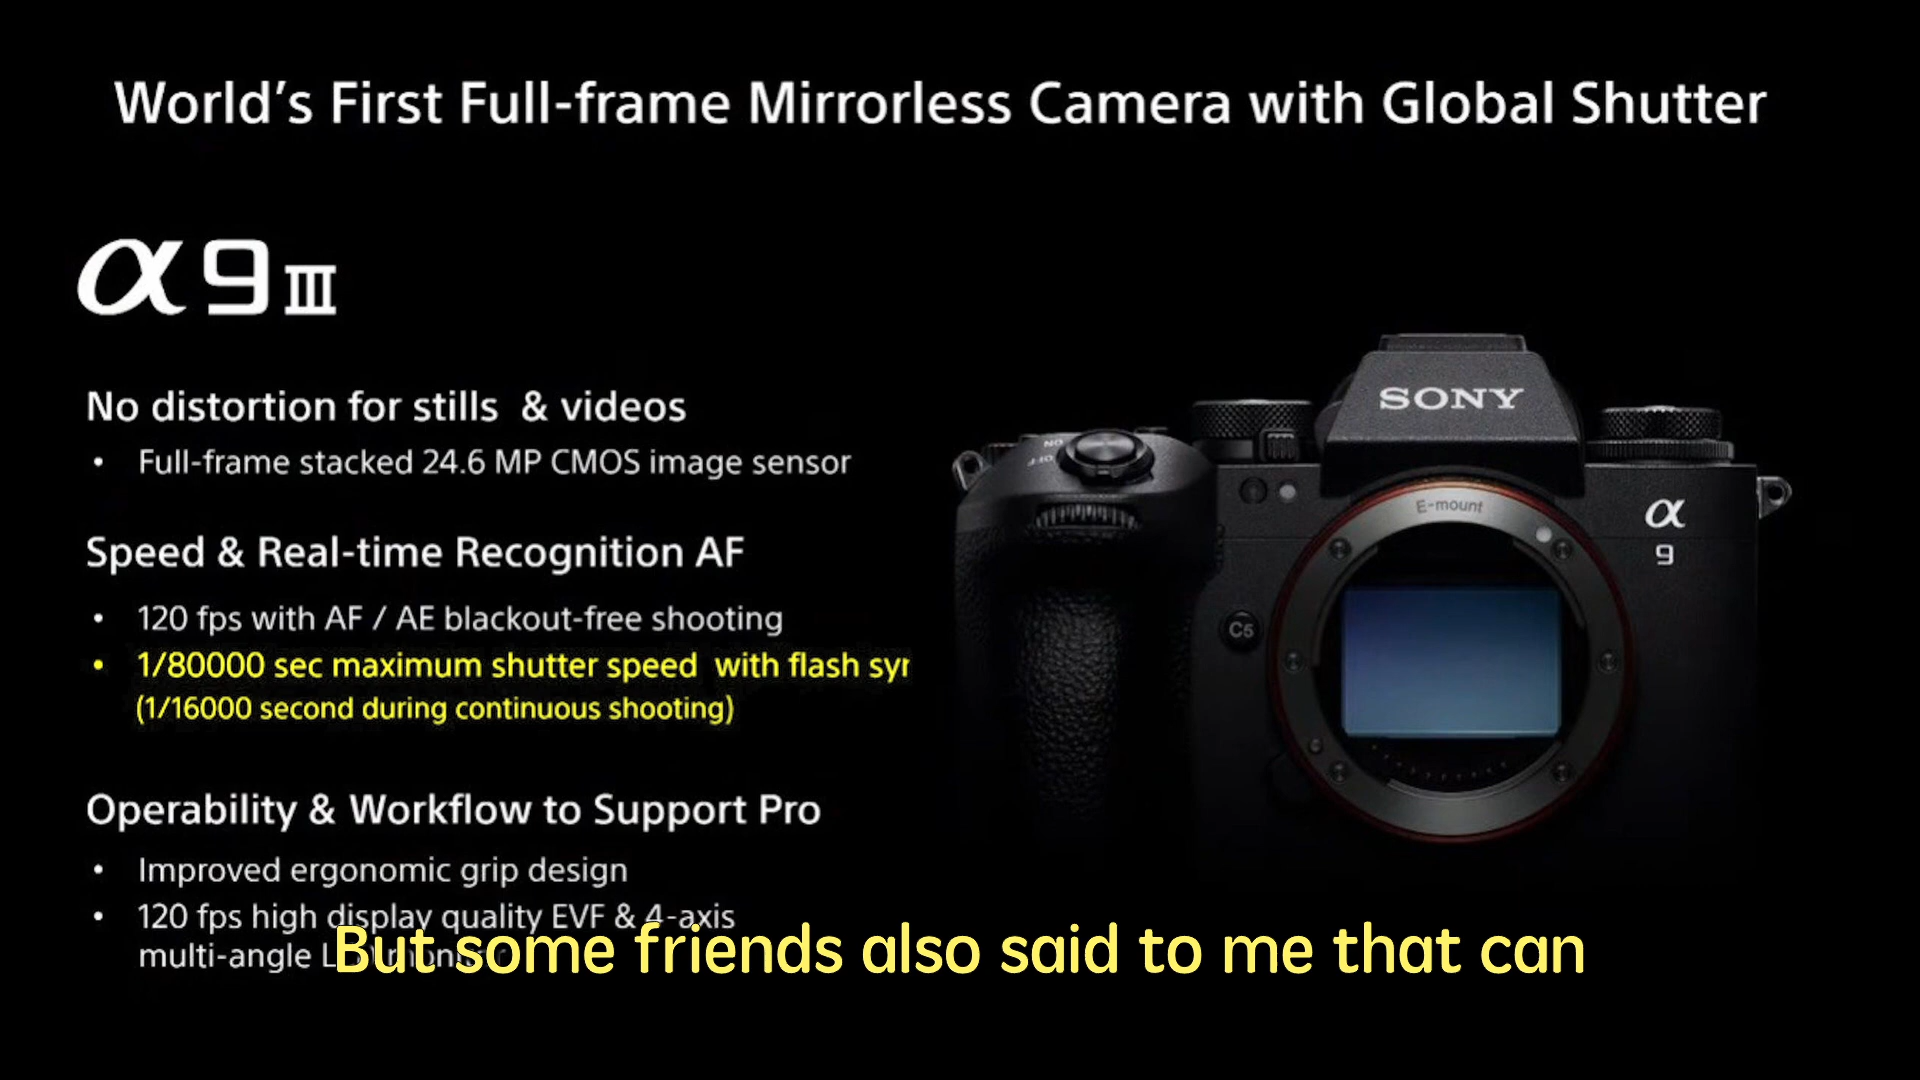 World's First Full-frame Mirrorless Camera with Global Shutter
α9III
No distortion for stills & videos
• Full-frame stacked 24.6 MP CMOS image sensor
Speed & Real-time Recognition AF
• 120 fps with AF / AE blackout-free shooting
• 1/80000 sec maximum shutter speed with flash
(1/16000 second during continuous shooting)
Operability & Workflow to Support Pro
• Improved ergonomic grip design
• 120 fps high display quality EVF & 4-axis
multi-angle
SONY
ON
OFF
E-mount
α
9
C5
But some friends also said to me that can